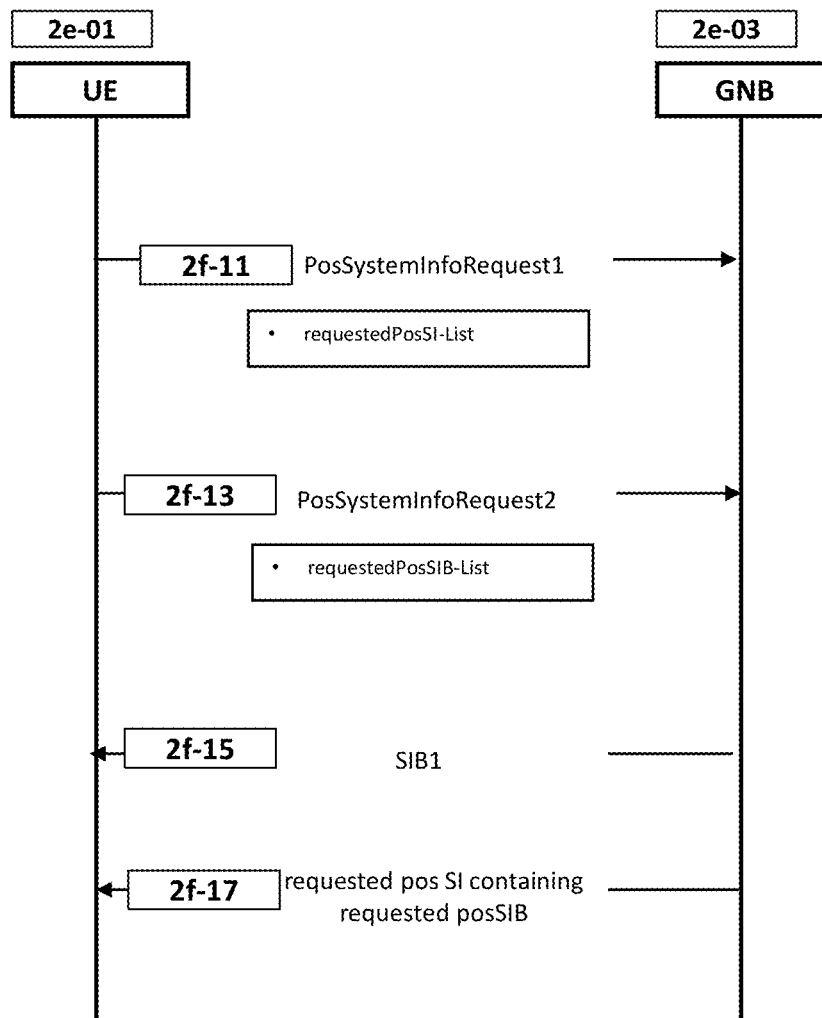 2e-01
2e-03
UE
GNB
2f-11
PosSystemInfoRequest1
• requestedPosSI-List
2f-13
PosSystemInfoRequest2
• requestedPosSIB-List
2f-15
SIB1
2f-17
requested pos SI containing
requested posSIB